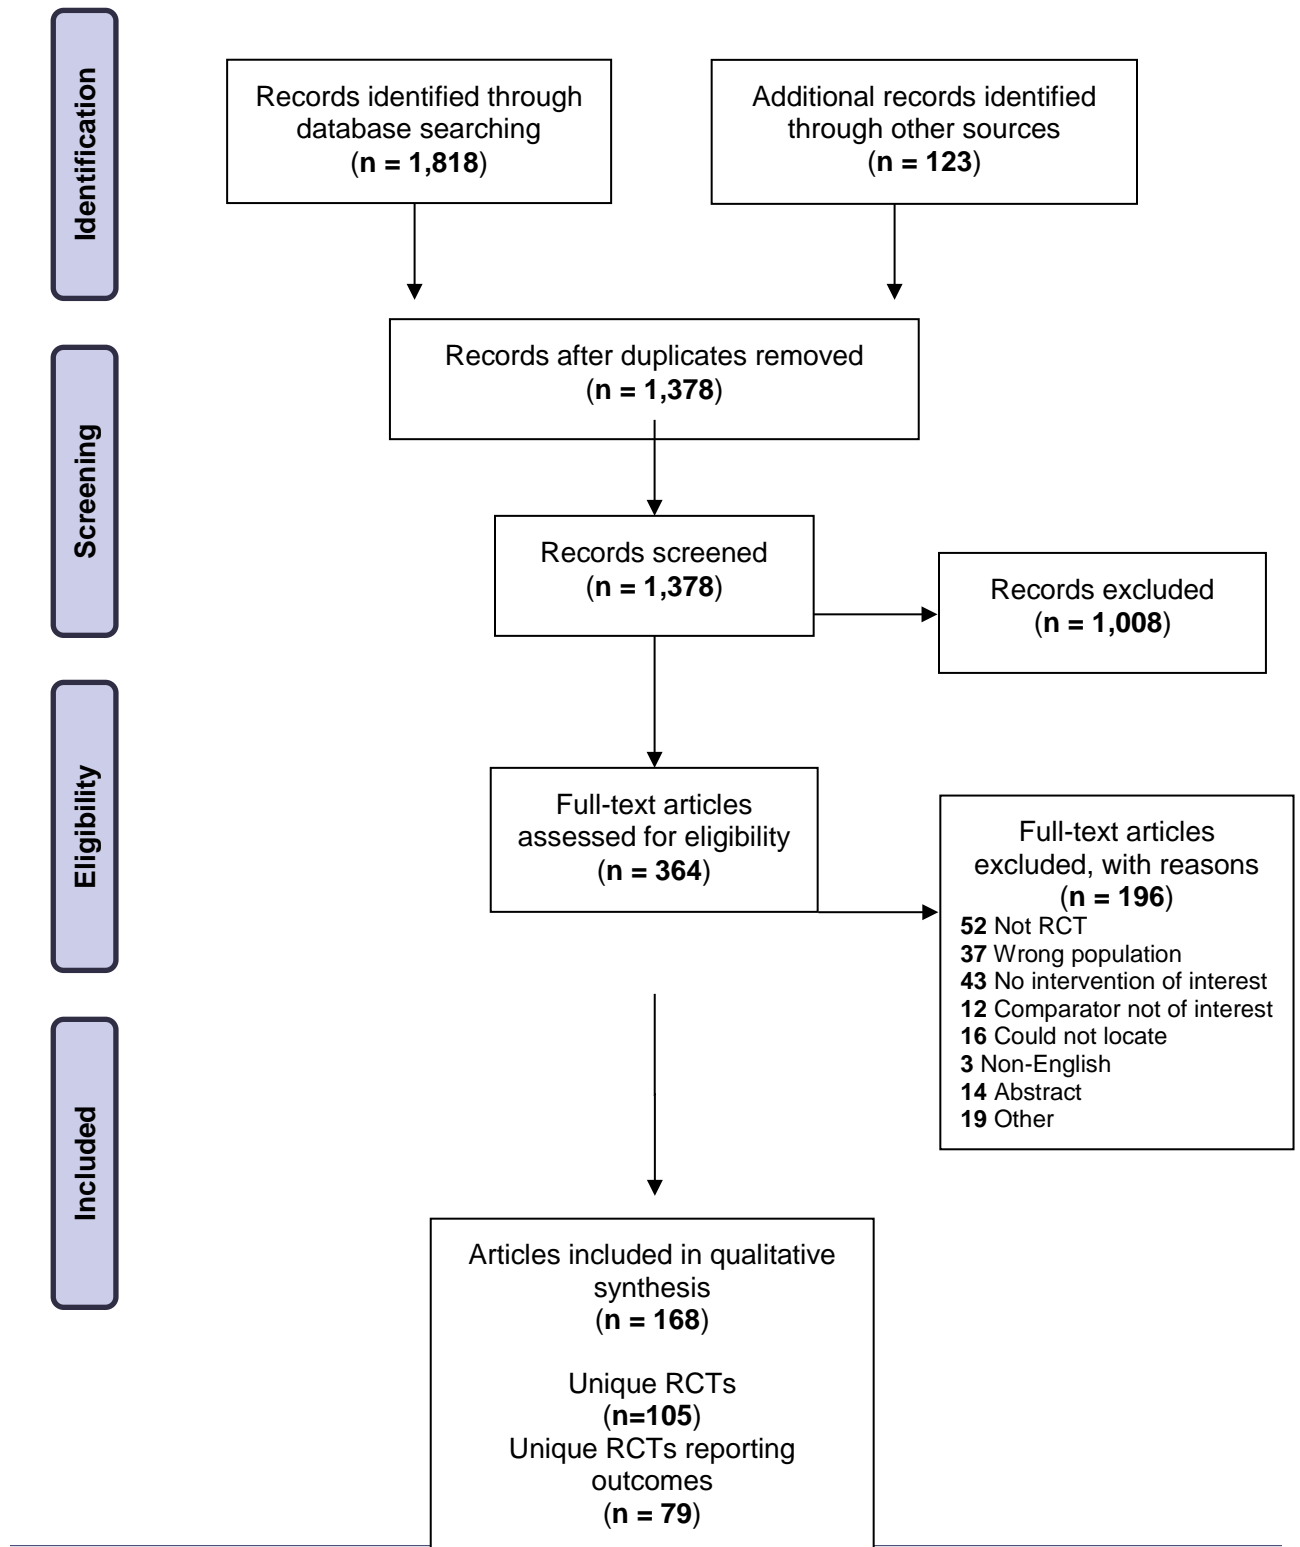 Identification
Records identified through
database searching
(n = 1,818)
Additional records identified
through other sources
(n = 123)
Records after duplicates removed
(n = 1,378)
Screening
Records screened
(n = 1,378)
Records excluded
(n = 1,008)
Eligibility
Full-text articles
assessed for eligibility
(n = 364)
Full-text articles
excluded, with reasons
(n = 196)
52 Not RCT
37 Wrong population
43 No intervention of interest
12 Comparator not of interest
16 Could not locate
3 Non-English
14 Abstract
19 Other
Included
Articles included in qualitative
synthesis
(n = 168)
Unique RCTs
(n=105)
Unique RCTs reporting
outcomes
(n = 79)